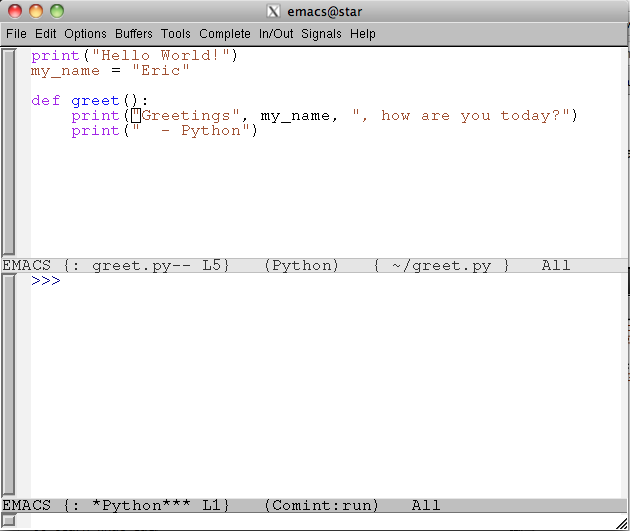 emacs@star
File Edit Options Buffers Tools Complete In/Out Signals Help
print("Hello World!")
my_name = "Eric"
def greet():
    print("Greetings", my_name, ", how are you today?")
    print("  - Python")
EMACS {: greet.py-- L5}   (Python)   { ~/greet.py }   All
>>>
EMACS {: *Python*** L1}   (Comint:run)   All